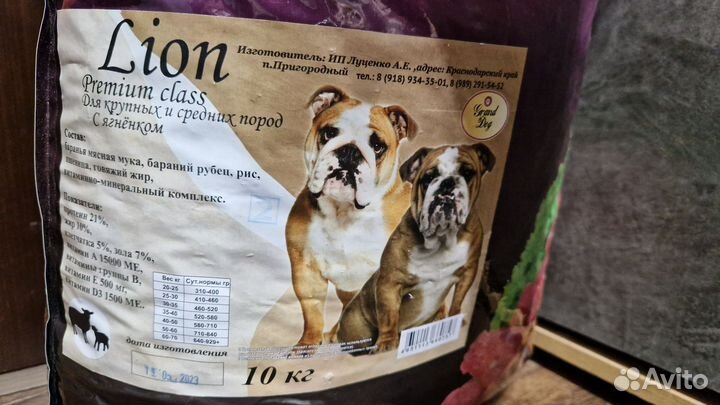 Lion
Premium class
Для крупных и средних пород
С ягнёнком
Изготовитель: ИП Луценко А.Е. ,адрес: Краснодарский край
п.Пригородный тел.: 8 (918) 934-35-01, 8 (989) 291-54-52
Grand
Dog
Состав:
баранья мясная мука, бараний рубец, рис,
пшеница, говяжий жир,
витаминно-минеральный комплекс.
Показатели:
протеин 21%,
жир 10%,
клетчатка 5%, зола 7%,
витамин А 15000 МЕ,
витамины группы В,
витамин Е 500 мг,
витамин D3 1500 МЕ.
Вес кг Сут.нормы гр
20-25 310-400
25-30 410-460
30-35 460-520
35-40 520-580
40-50 580-710
50-60 710-840
60-70 840-929+
дата изготовления
2023
10 кг
Avito